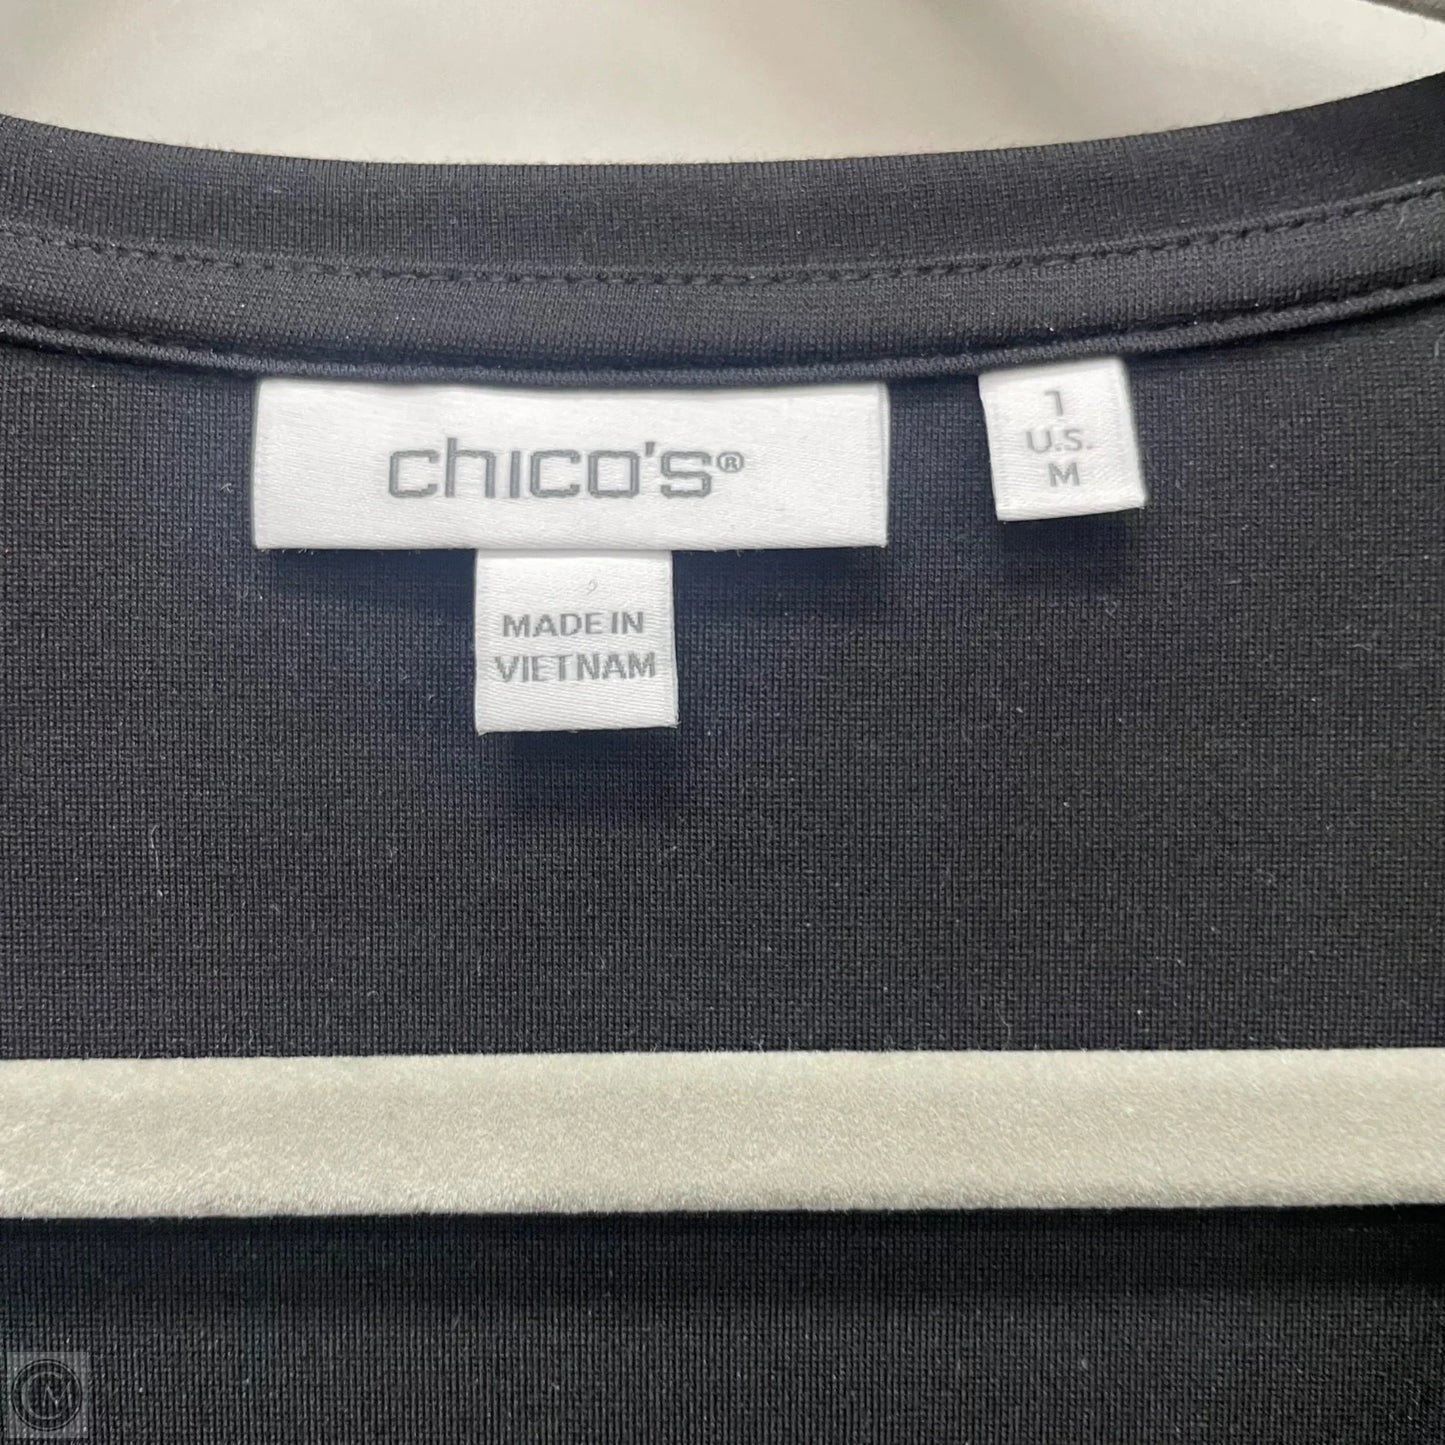 chico's®
MADE IN
VIETNAM
1
U.S.
M